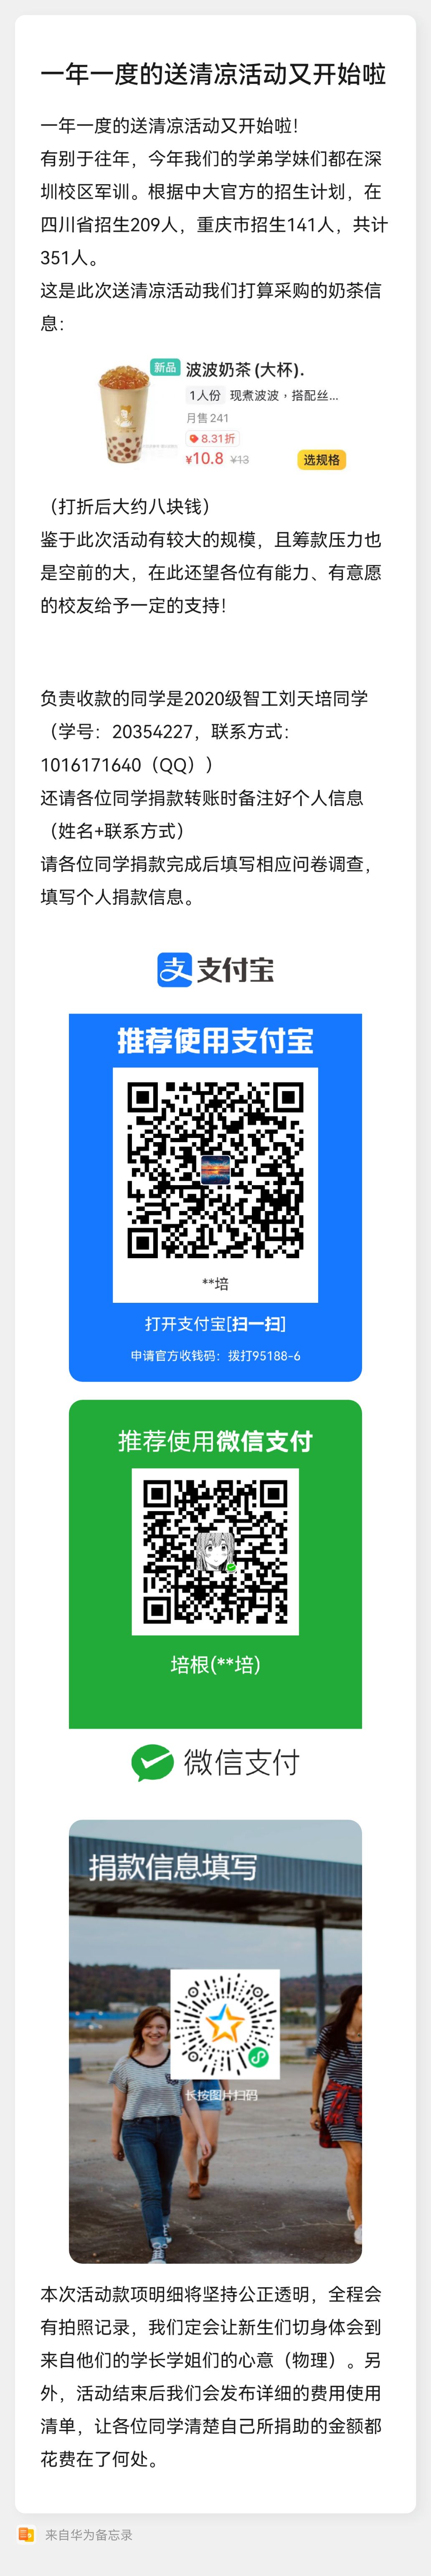 一年一度的送清凉活动又开始啦
一年一度的送清凉活动又开始啦！
有别于往年，今年我们的学弟学妹们都在深
圳校区军训。根据中大官方的招生计划，在
四川省招生209人，重庆市招生141人，共计
351人。
这是此次送清凉活动我们打算采购的奶茶信
息：
新品
波波奶茶 (大杯).
1人份 现煮波波，搭配丝...
月售241
8.31折
¥10.8 ¥13
选规格
（打折后大约八块钱）
鉴于此次活动有较大的规模，且筹款压力也
是空前的大，在此还望各位有能力、有意愿
的校友给予一定的支持！
负责收款的同学是2020级智工刘天培同学
（学号：20354227，联系方式：
1016171640（QQ））
还请各位同学捐款转账时备注好个人信息
（姓名+联系方式）
请各位同学捐款完成后填写相应问卷调查，
填写个人捐款信息。
支付宝
推荐使用支付宝
**培
打开支付宝[扫一扫]
申请官方收钱码：拨打95188-6
推荐使用微信支付
培根(**培)
微信支付
捐款信息填写
长按图片扫码
本次活动款项明细将坚持公正透明，全程会
有拍照记录，我们定会让新生们切身体会到
来自他们的学长学姐们的心意（物理）。另
外，活动结束后我们会发布详细的费用使用
清单，让各位同学清楚自己所捐助的金额都
花费在了何处。
来自华为备忘录